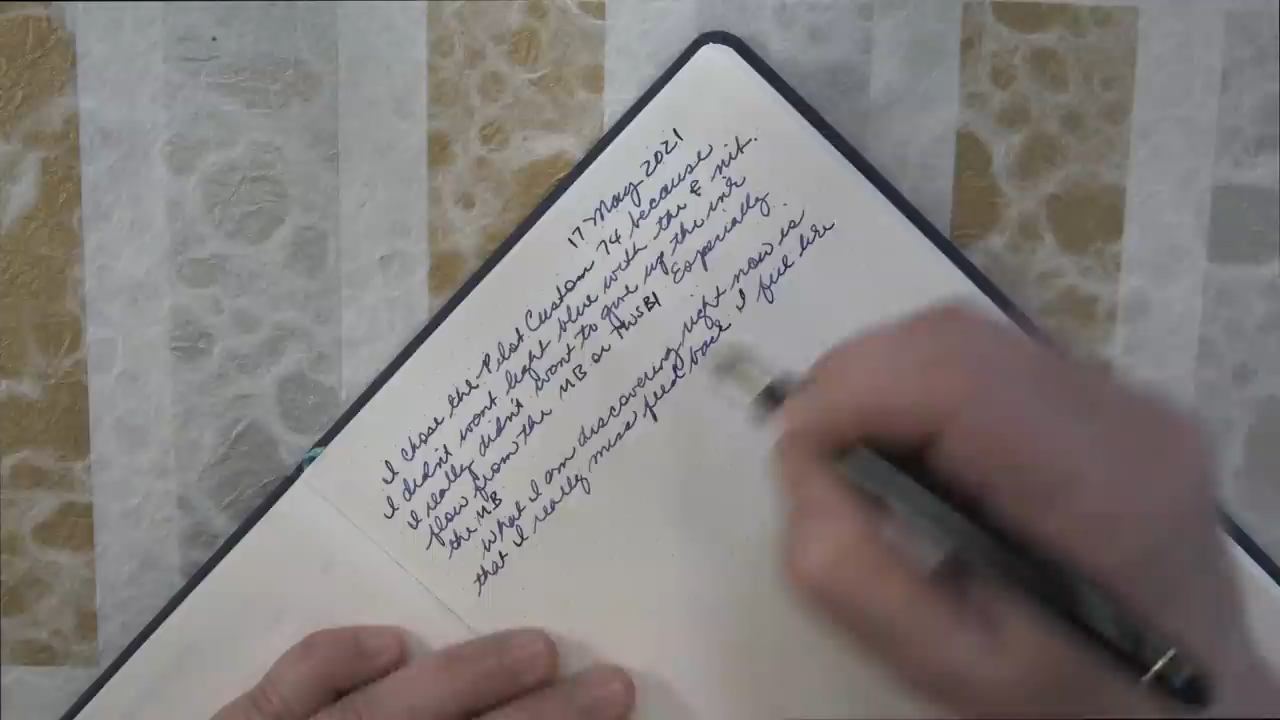 17 May 2021
I chose the Pilot Custom 74 because
I didn't want light blue with the & nib.
I really didn't want to give up the ink
flow from the MB or TWSBI Especially
the MB.
What I am discovering right now is
that I really miss feed back. I feel like